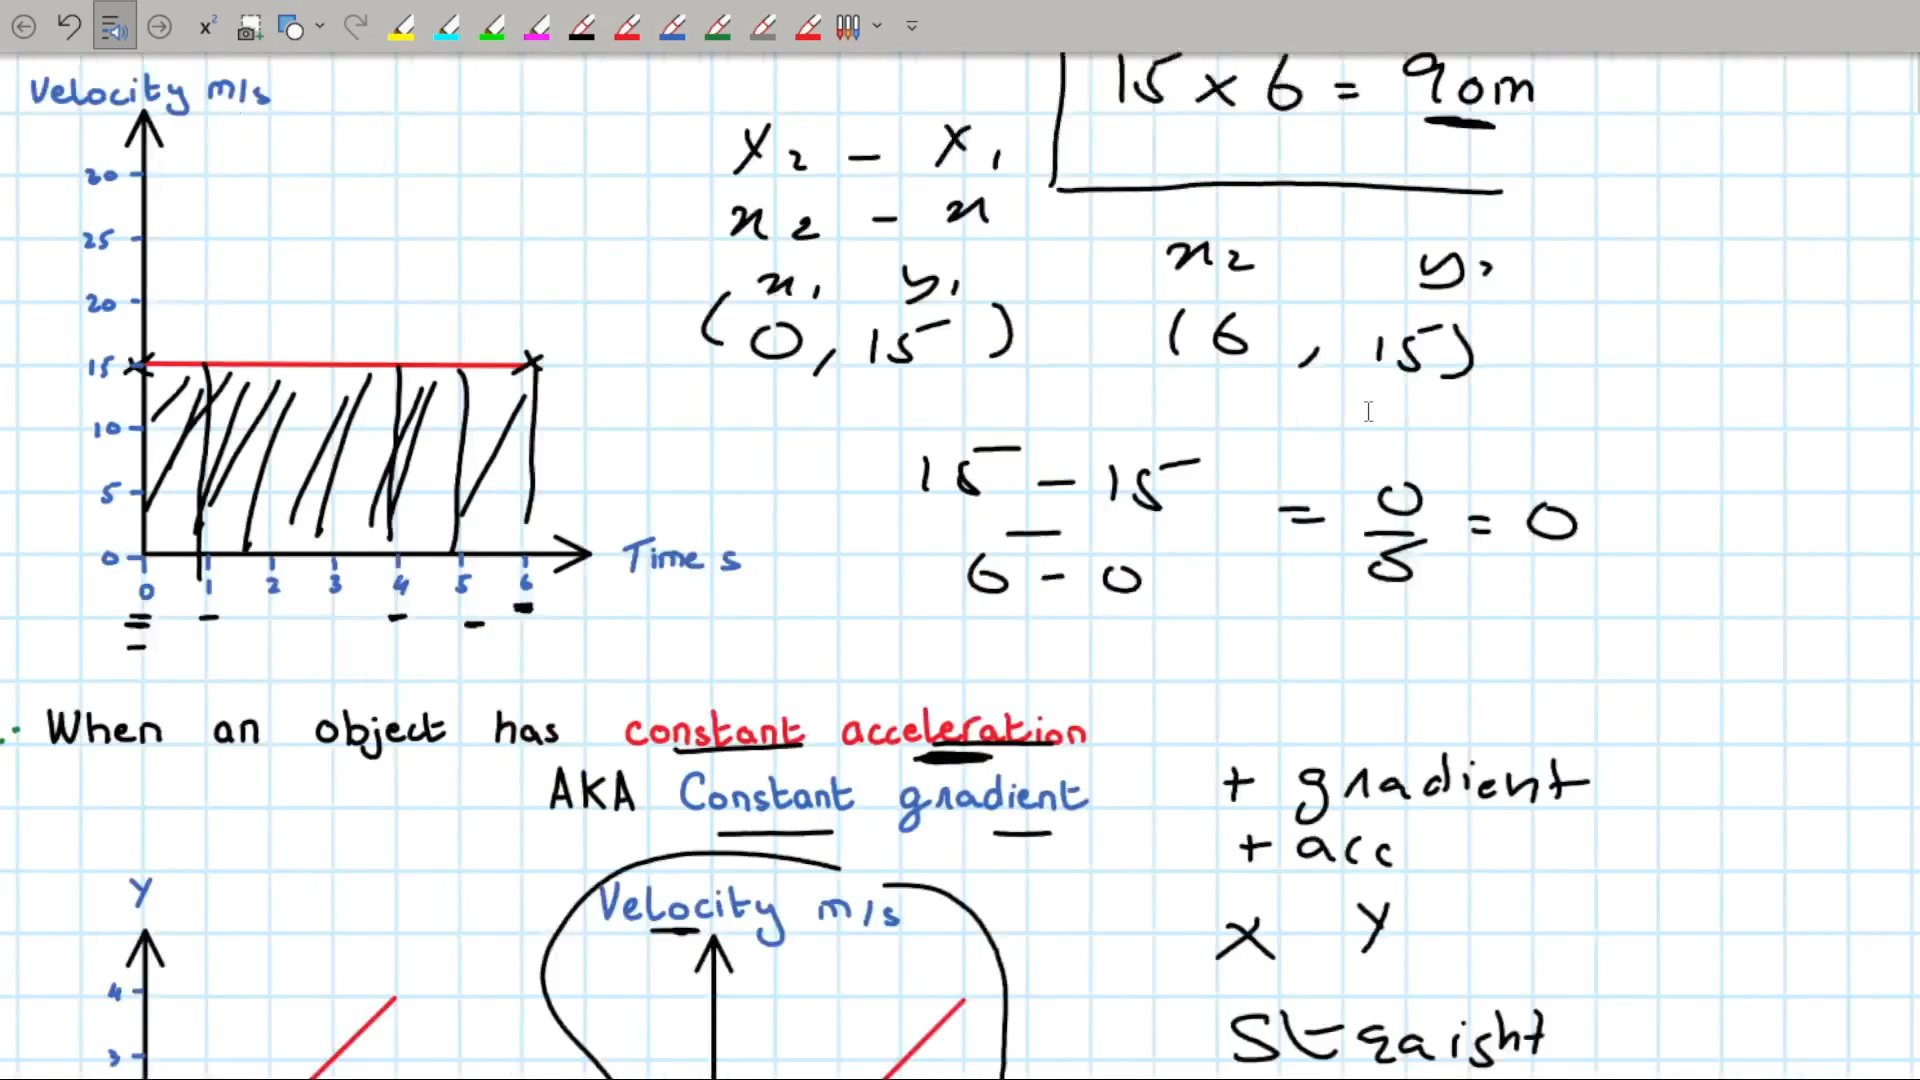 x²
Velocity m/s
30
25
20
15
10
5
0
0 1 2 3 4 5 6
Time s
15 x 6 = 90m
X2 - X1
x2 - x
x1 y1
(0, 15)
x2 y2
(6, 15)
15 - 15
6 - 0
= 0/5 = 0
∴ When an object has constant acceleration
AKA Constant gradient
+ gradient
+ acc
X Y
Straight
Y
4
3
Velocity m/s